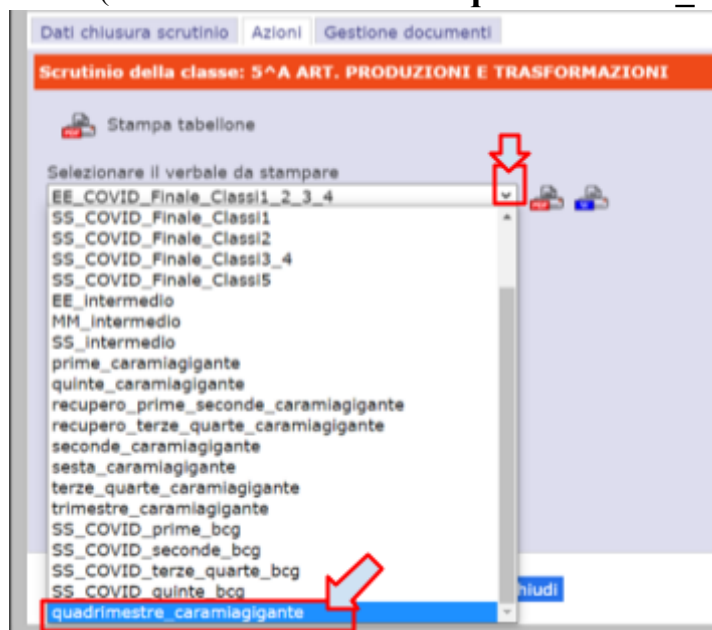 Dati chiusura scrutinio Azioni Gestione documenti
Scrutinio della classe: 5^A ART. PRODUZIONI E TRASFORMAZIONI
Stampa tabellone
Selezionare il verbale da stampare
EE_COVID_Finale_Classi1_2_3_4
SS_COVID_Finale_Classi1
SS_COVID_Finale_Classi2
SS_COVID_Finale_Classi3_4
SS_COVID_Finale_Classi5
EE_intermedio
MM_intermedio
SS_intermedio
prime_caramiagigante
quinte_caramiagigante
recupero_prime_seconde_caramiagigante
recupero_terze_quarte_caramiagigante
seconde_caramiagigante
sesta_caramiagigante
terze_quarte_caramiagigante
trimestre_caramiagigante
SS_COVID_prime_bcg
SS_COVID_seconde_bcg
SS_COVID_terze_quarte_bcg
SS_COVID_quinte_bcg
hiudi
quadrimestre_caramiagigante